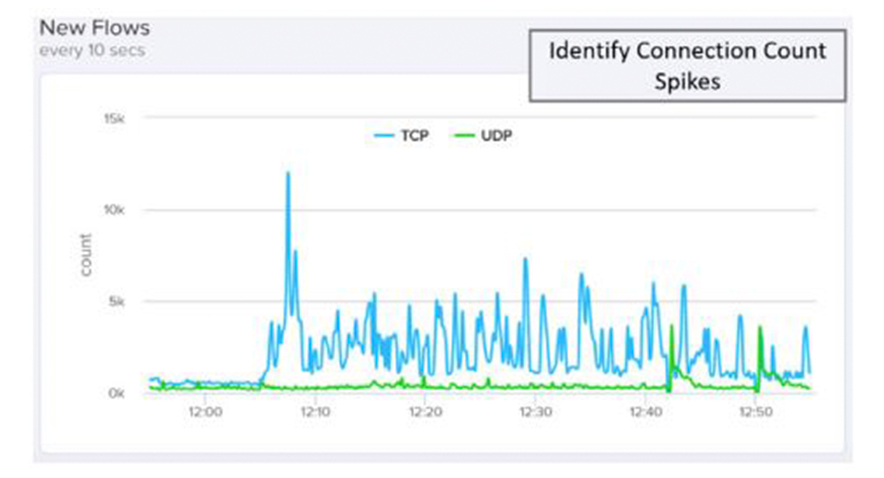 New Flows
every 10 secs
Identify Connection Count
Spikes
15k
TCP UDP
10k
count
5k
0k
12:00 12:10 12:20 12:30 12:40 12:50